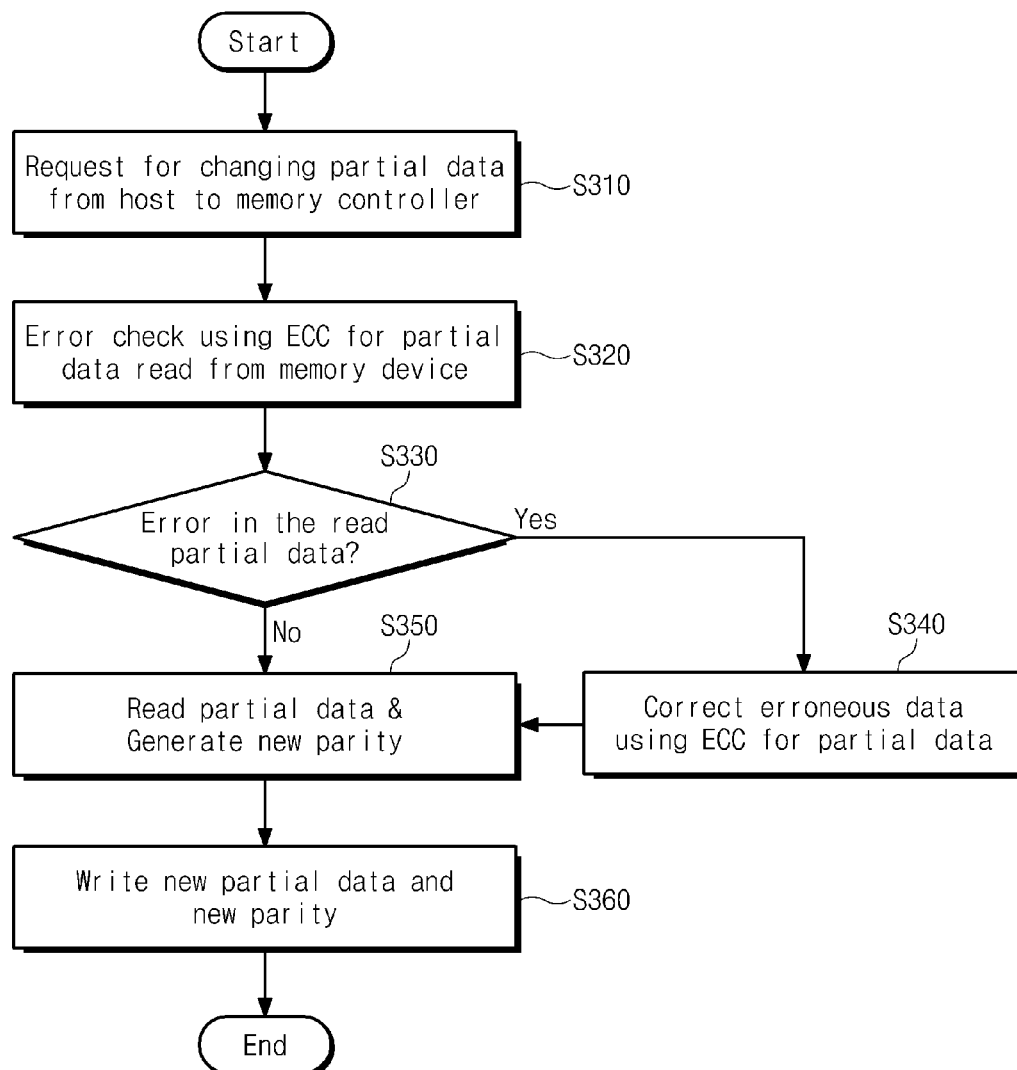 Start
Request for changing partial data
from host to memory controller
S310
Error check using ECC for partial
data read from memory device
S320
S330
Error in the read
partial data?
Yes
No
S350
S340
Read partial data &
Generate new parity
Correct erroneous data
using ECC for partial data
Write new partial data and
new parity
S360
End